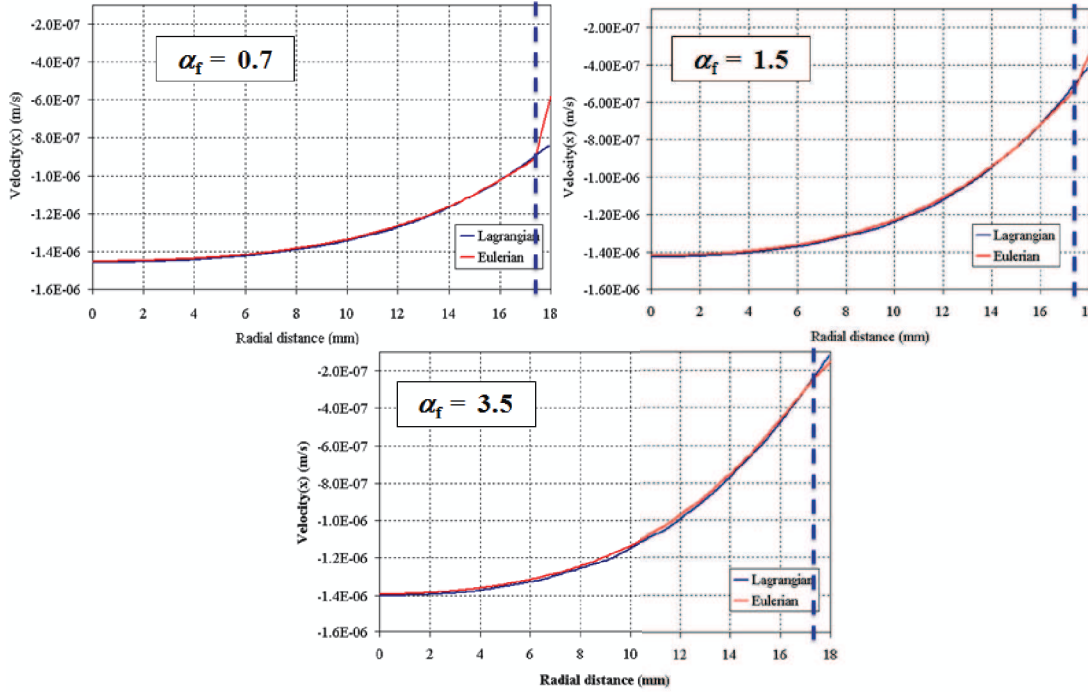 αf = 0.7
Velocity(x) (m/s)
-2.0E-07
-4.0E-07
-6.0E-07
-8.0E-07
-1.0E-06
-1.2E-06
-1.4E-06
-1.6E-06
Lagrangian
Eulerian
0 2 4 6 8 10 12 14 16 18
Radial distance (mm)
αf = 1.5
Velocity(x) (m/s)
-2.00E-07
-4.00E-07
-6.00E-07
-8.00E-07
-1.00E-06
-1.20E-06
-1.40E-06
-1.60E-06
Lagrangian
Eulerian
0 2 4 6 8 10 12 14 16
Radial distance (mm)
αf = 3.5
Velocity(x) (m/s)
-2.0E-07
-4.0E-07
-6.0E-07
-8.0E-07
-1.0E-06
-1.2E-06
-1.4E-06
-1.6E-06
Lagrangian
Eulerian
0 2 4 6 8 10 12 14 16 18
Radial distance (mm)